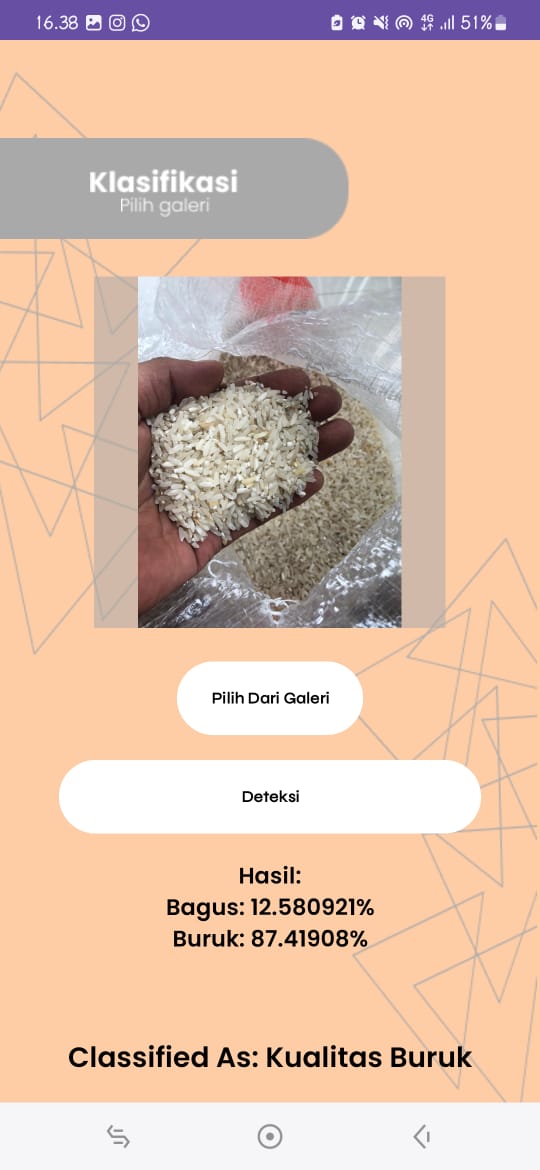 16.38
4G 51%
Klasifikasi
Pilih galeri
Pilih Dari Galeri
Deteksi
Hasil:
Bagus: 12.580921%
Buruk: 87.41908%
Classified As: Kualitas Buruk